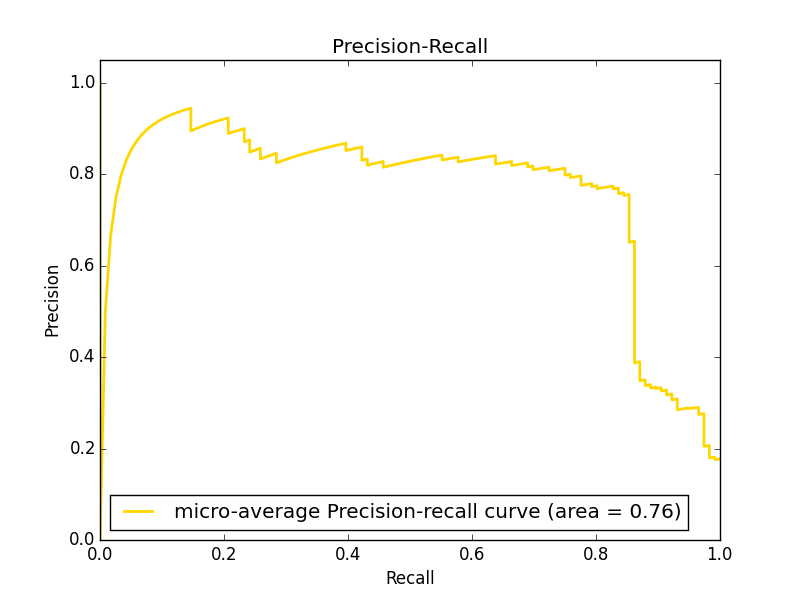 Precision-Recall
1.0
0.8
0.6
0.4
0.2
0.0
Precision
micro-average Precision-recall curve (area = 0.76)
0.0 0.2 0.4 0.6 0.8 1.0
Recall